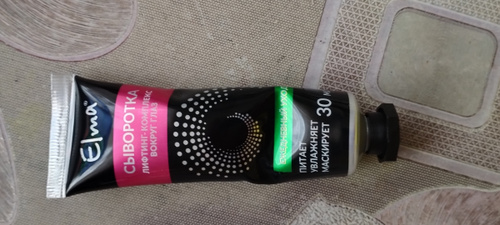 Elma
СЫВОРОТКА
ЛИФТИНГ-КОМПЛЕКС
ВОКРУГ ГЛАЗ
ПИТАЕТ
УВЛАЖНЯЕТ
МАСКИРУЕТ
30